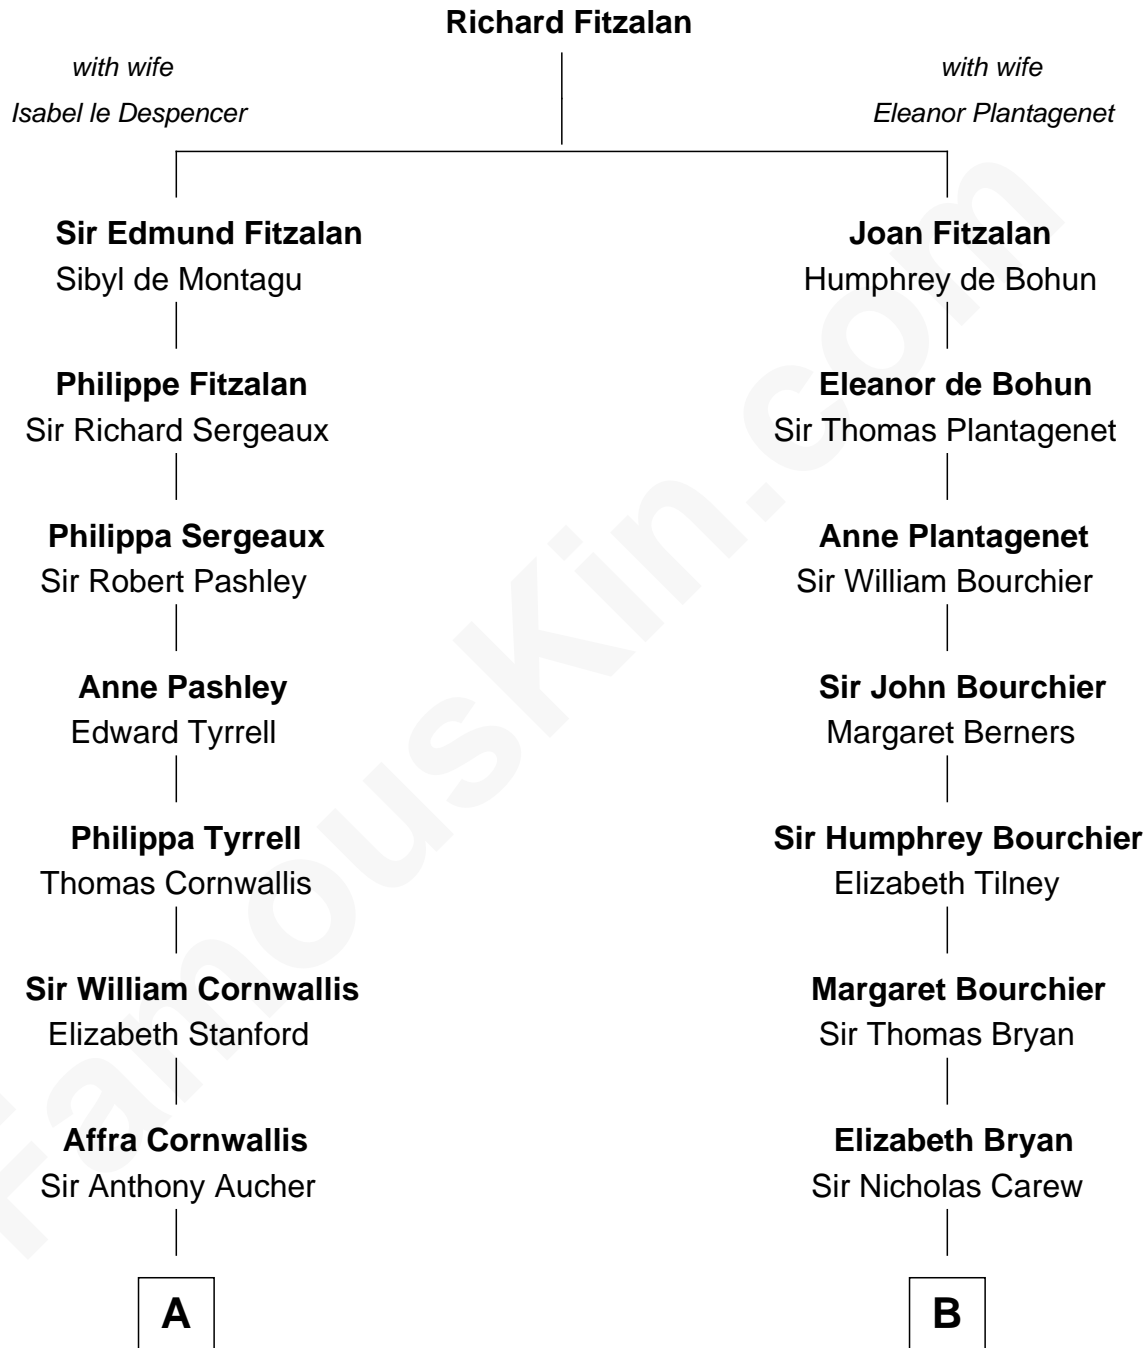 Richard Fitzalan
with wife
Isabel le Despencer
with wife
Eleanor Plantagenet
Sir Edmund Fitzalan
Sibyl de Montagu
Joan Fitzalan
Humphrey de Bohun
Philippe Fitzalan
Sir Richard Sergeaux
Eleanor de Bohun
Sir Thomas Plantagenet
Philippa Sergeaux
Sir Robert Pashley
Anne Plantagenet
Sir William Bourchier
Anne Pashley
Edward Tyrrell
Sir John Bourchier
Margaret Berners
Philippa Tyrrell
Thomas Cornwallis
Sir Humphrey Bourchier
Elizabeth Tilney
Sir William Cornwallis
Elizabeth Stanford
Margaret Bourchier
Sir Thomas Bryan
Affra Cornwallis
Sir Anthony Aucher
Elizabeth Bryan
Sir Nicholas Carew
A
B
FamousKin.com